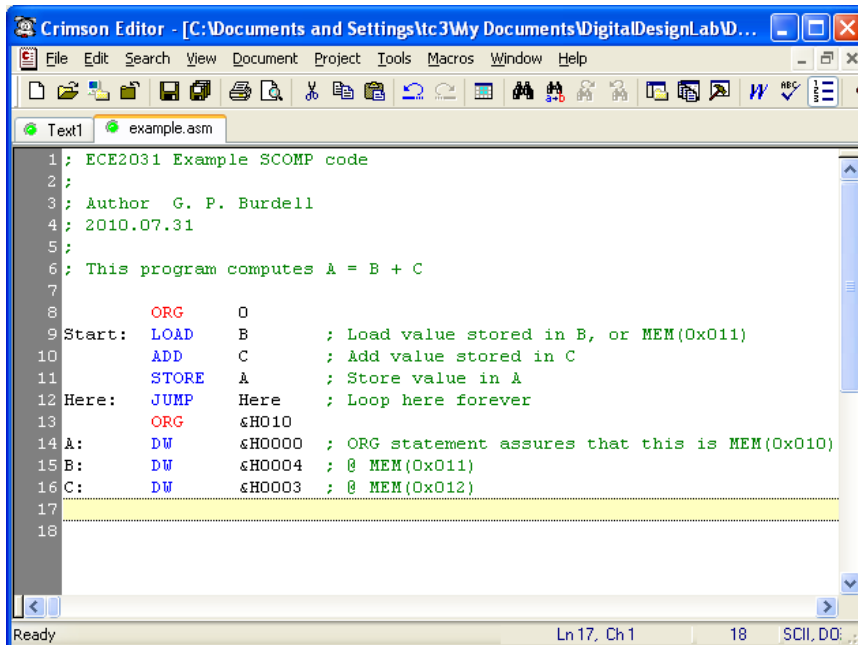 Crimson Editor - [C:\Documents and Settings\tc3\My Documents\DigitalDesignLab\D...
File Edit Search View Document Project Tools Macros Window Help
Text1 example.asm
1 ; ECE2031 Example SCOMP code
2 ;
3 ; Author  G. P. Burdell
4 ; 2010.07.31
5 ;
6 ; This program computes A = B + C
7
8 ORG 0
9 Start: LOAD B ; Load value stored in B, or MEM(0x011)
10 ADD C ; Add value stored in C
11 STORE A ; Store value in A
12 Here: JUMP Here ; Loop here forever
13 ORG &H010
14 A: DW &H0000 ; ORG statement assures that this is MEM(0x010)
15 B: DW &H0004 ; @ MEM(0x011)
16 C: DW &H0003 ; @ MEM(0x012)
17
18
Ready Ln 17, Ch 1 18 SCII, DO